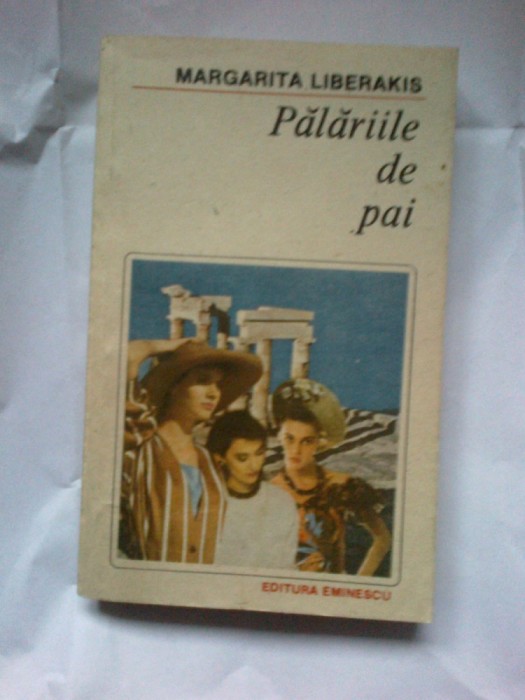 MARGARITA LIBERAKIS
Pălăriile
de
pai
EDITURA EMINESCU